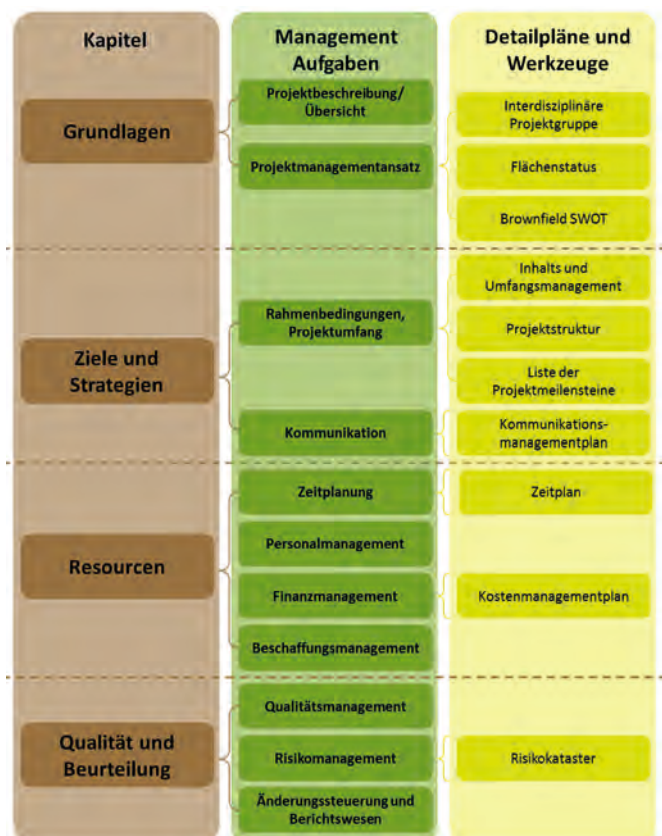 Kapitel
Management
Aufgaben
Detailpläne und
Werkzeuge
Grundlagen
Projektbeschreibung/
Übersicht
Projektmanagementansatz
Interdisziplinäre
Projektgruppe
Flächenstatus
Brownfield SWOT
Ziele und
Strategien
Rahmenbedingungen,
Projektumfang
Inhalts und
Umfangsmanagement
Projektstruktur
Liste der
Projektmeilensteine
Kommunikation
Kommunikations-
managementplan
Resourcen
Zeitplanung
Zeitplan
Personalmanagement
Finanzmanagement
Kostenmanagementplan
Beschaffungsmanagement
Qualität und
Beurteilung
Qualitätsmanagement
Risikomanagement
Risikokataster
Änderungssteuerung und
Berichtswesen